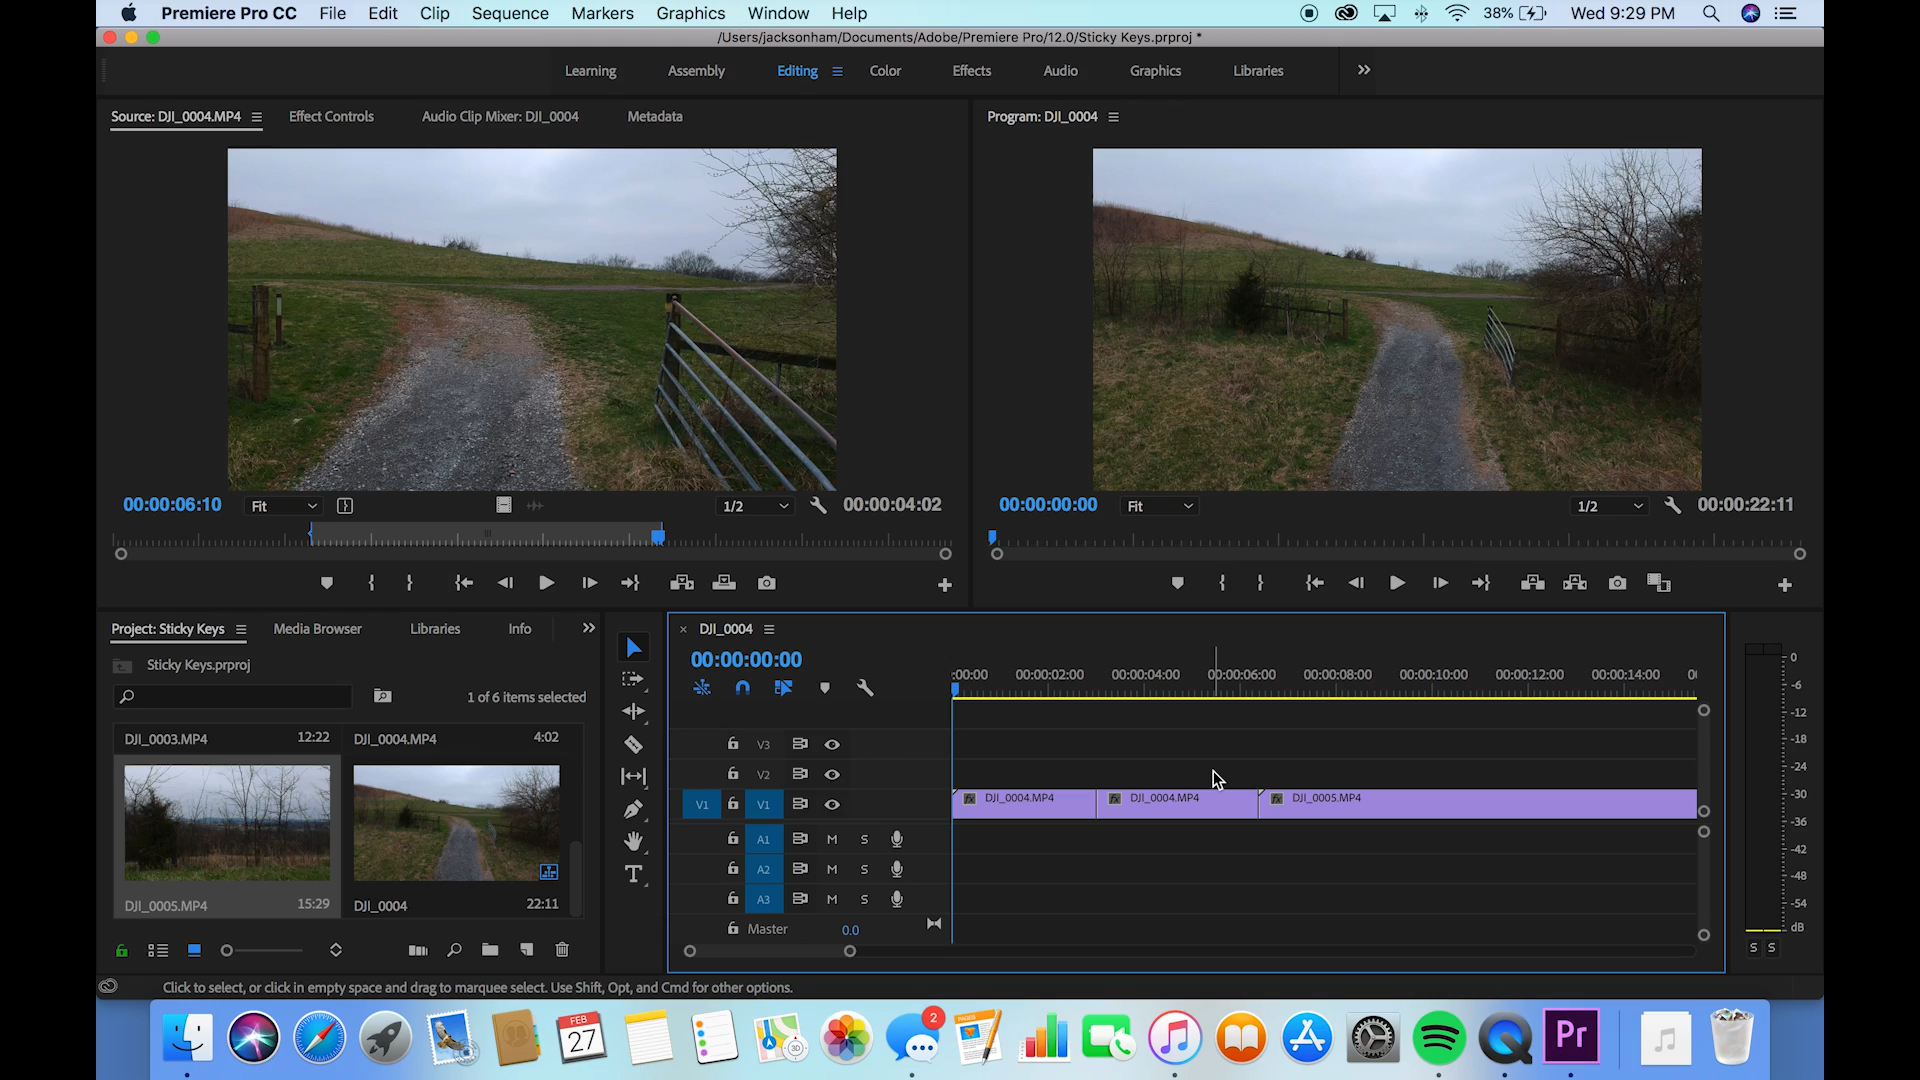 Premiere Pro CC File Edit Clip Sequence Markers Graphics Window Help 38% Wed 9:29 PM
/Users/jacksonham/Documents/Adobe/Premiere Pro/12.0/Sticky Keys.prproj *
Learning Assembly Editing Color Effects Audio Graphics Libraries
Source: DJI_0004.MP4 Effect Controls Audio Clip Mixer: DJI_0004 Metadata
Program: DJI_0004
00:00:06:10 Fit 1/2 00:00:04:02
00:00:00:00 Fit 1/2 00:00:22:11
Project: Sticky Keys Media Browser Libraries Info
Sticky Keys.prproj
1 of 6 items selected
DJI_0003.MP4 12:22 DJI_0004.MP4 4:02
DJI_0005.MP4 15:29 DJI_0004 22:11
DJI_0004
00:00:00:00
:00:00 00:00:02:00 00:00:04:00 00:00:06:00 00:00:08:00 00:00:10:00 00:00:12:00 00:00:14:00
V3
V2
V1 V1 fx DJI_0004.MP4 fx DJI_0004.MP4 fx DJI_0005.MP4
A1 M S
A2 M S
A3 M S
Master 0.0
0
-6
-12
-18
-24
-30
-36
-42
-48
-54
dB
S S
Click to select, or click in empty space and drag to marquee select. Use Shift, Opt, and Cmd for other options.
FEB
27
3D
2
PAGES
Pr